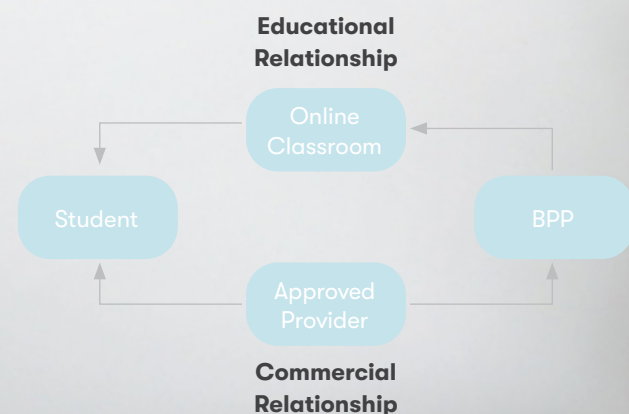 Educational
Relationship
Online
Classroom
Student
BPP
Approved
Provider
Commercial
Relationship